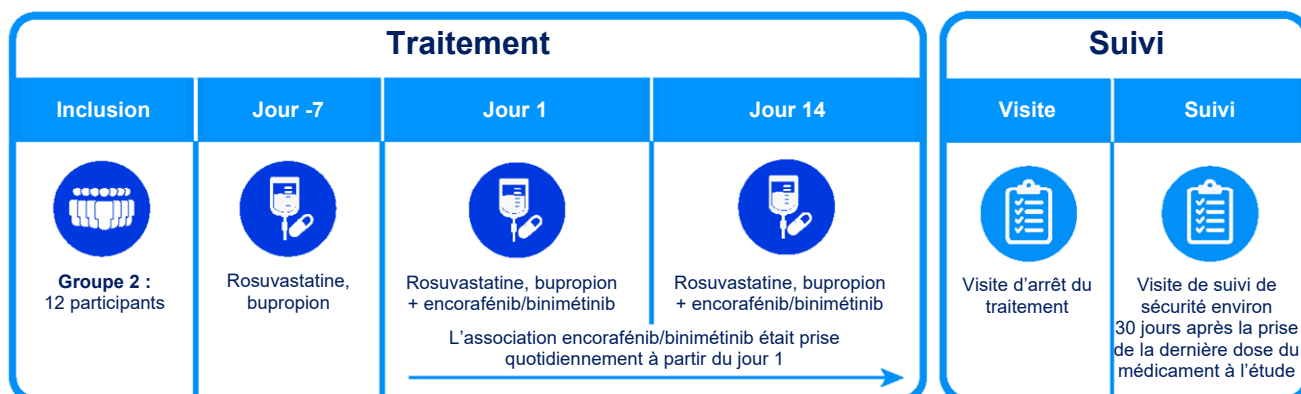 Traitement
Suivi
Inclusion
Jour -7
Jour 1
Jour 14
Visite
Suivi
Groupe 2 :
12 participants
Rosuvastatine,
bupropion
Rosuvastatine, bupropion
+ encorafénib/binimétinib
Rosuvastatine, bupropion
+ encorafénib/binimétinib
L’association encorafénib/binimétinib était prise
quotidiennement à partir du jour 1
Visite d’arrêt du
traitement
Visite de suivi de
sécurité environ
30 jours après la prise
de la dernière dose du
médicament à l’étude